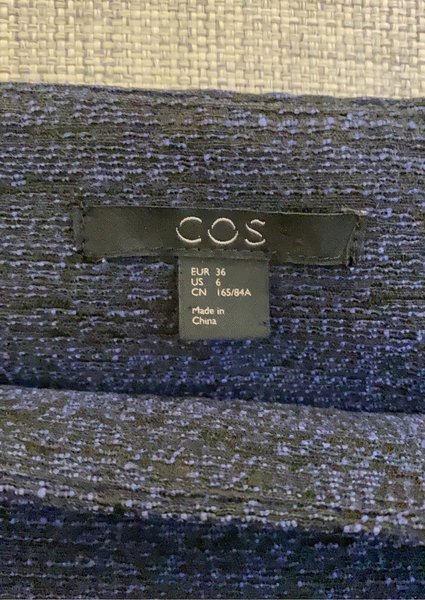 COS
EUR 36
US 6
CN 165/84A
Made in
China